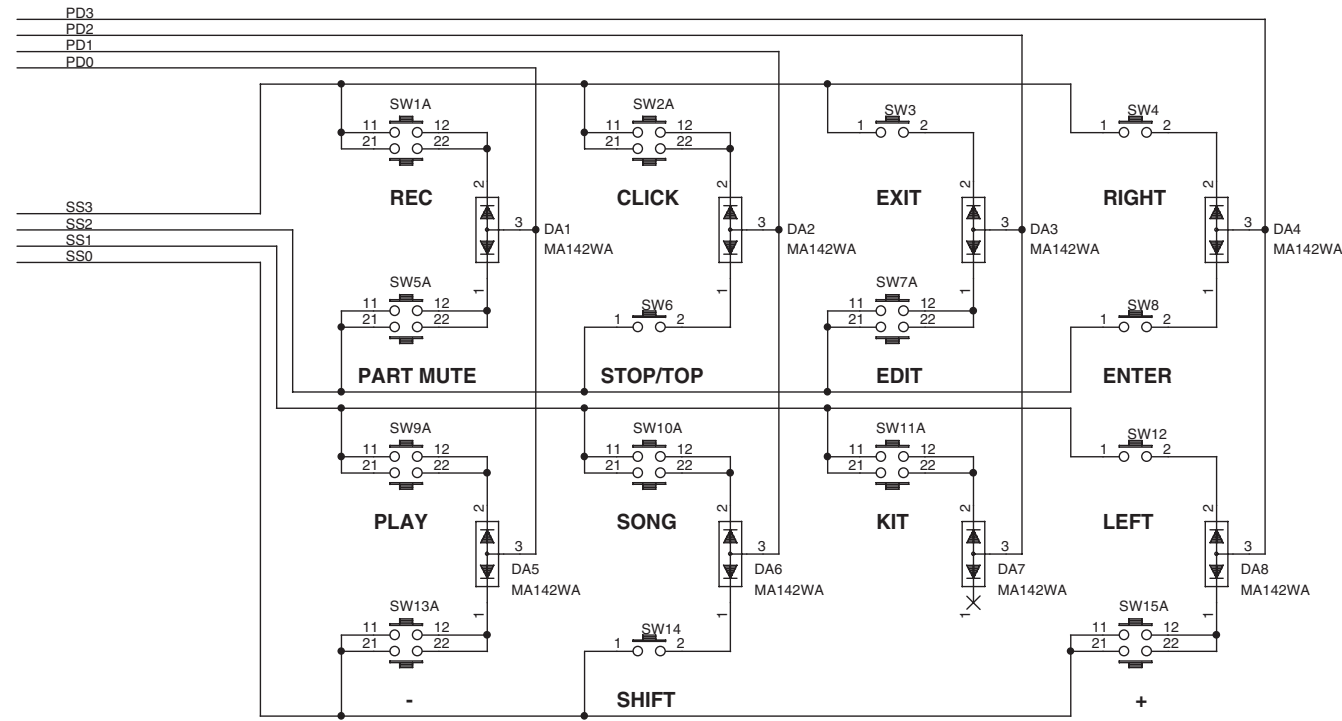 PD3
PD2
PD1
PD0
SW1A SW2A SW3 SW4
11 12 11 12 1 2 1 2
21 22 21 22
2 2 2 2
REC CLICK EXIT RIGHT
SS3
SS2
SS1
SS0
3 DA1 3 DA2 3 DA3 3 DA4
MA142WA MA142WA MA142WA MA142WA
1 1 1 1
SW5A SW6 SW7A SW8
11 12 11 12
21 22 1 2 21 22 1 2
PART MUTE STOP/TOP EDIT ENTER
SW9A SW10A SW11A SW12
11 12 11 12 11 12 1 2
21 22 21 22 21 22
2 2 2 2
PLAY SONG KIT LEFT
3 3 3 3
DA5 DA6 DA7 DA8
MA142WA MA142WA MA142WA MA142WA
1 1 1 1
SW13A SW14 SW15A
11 12 11 12
21 22 1 2 21 22
- SHIFT +